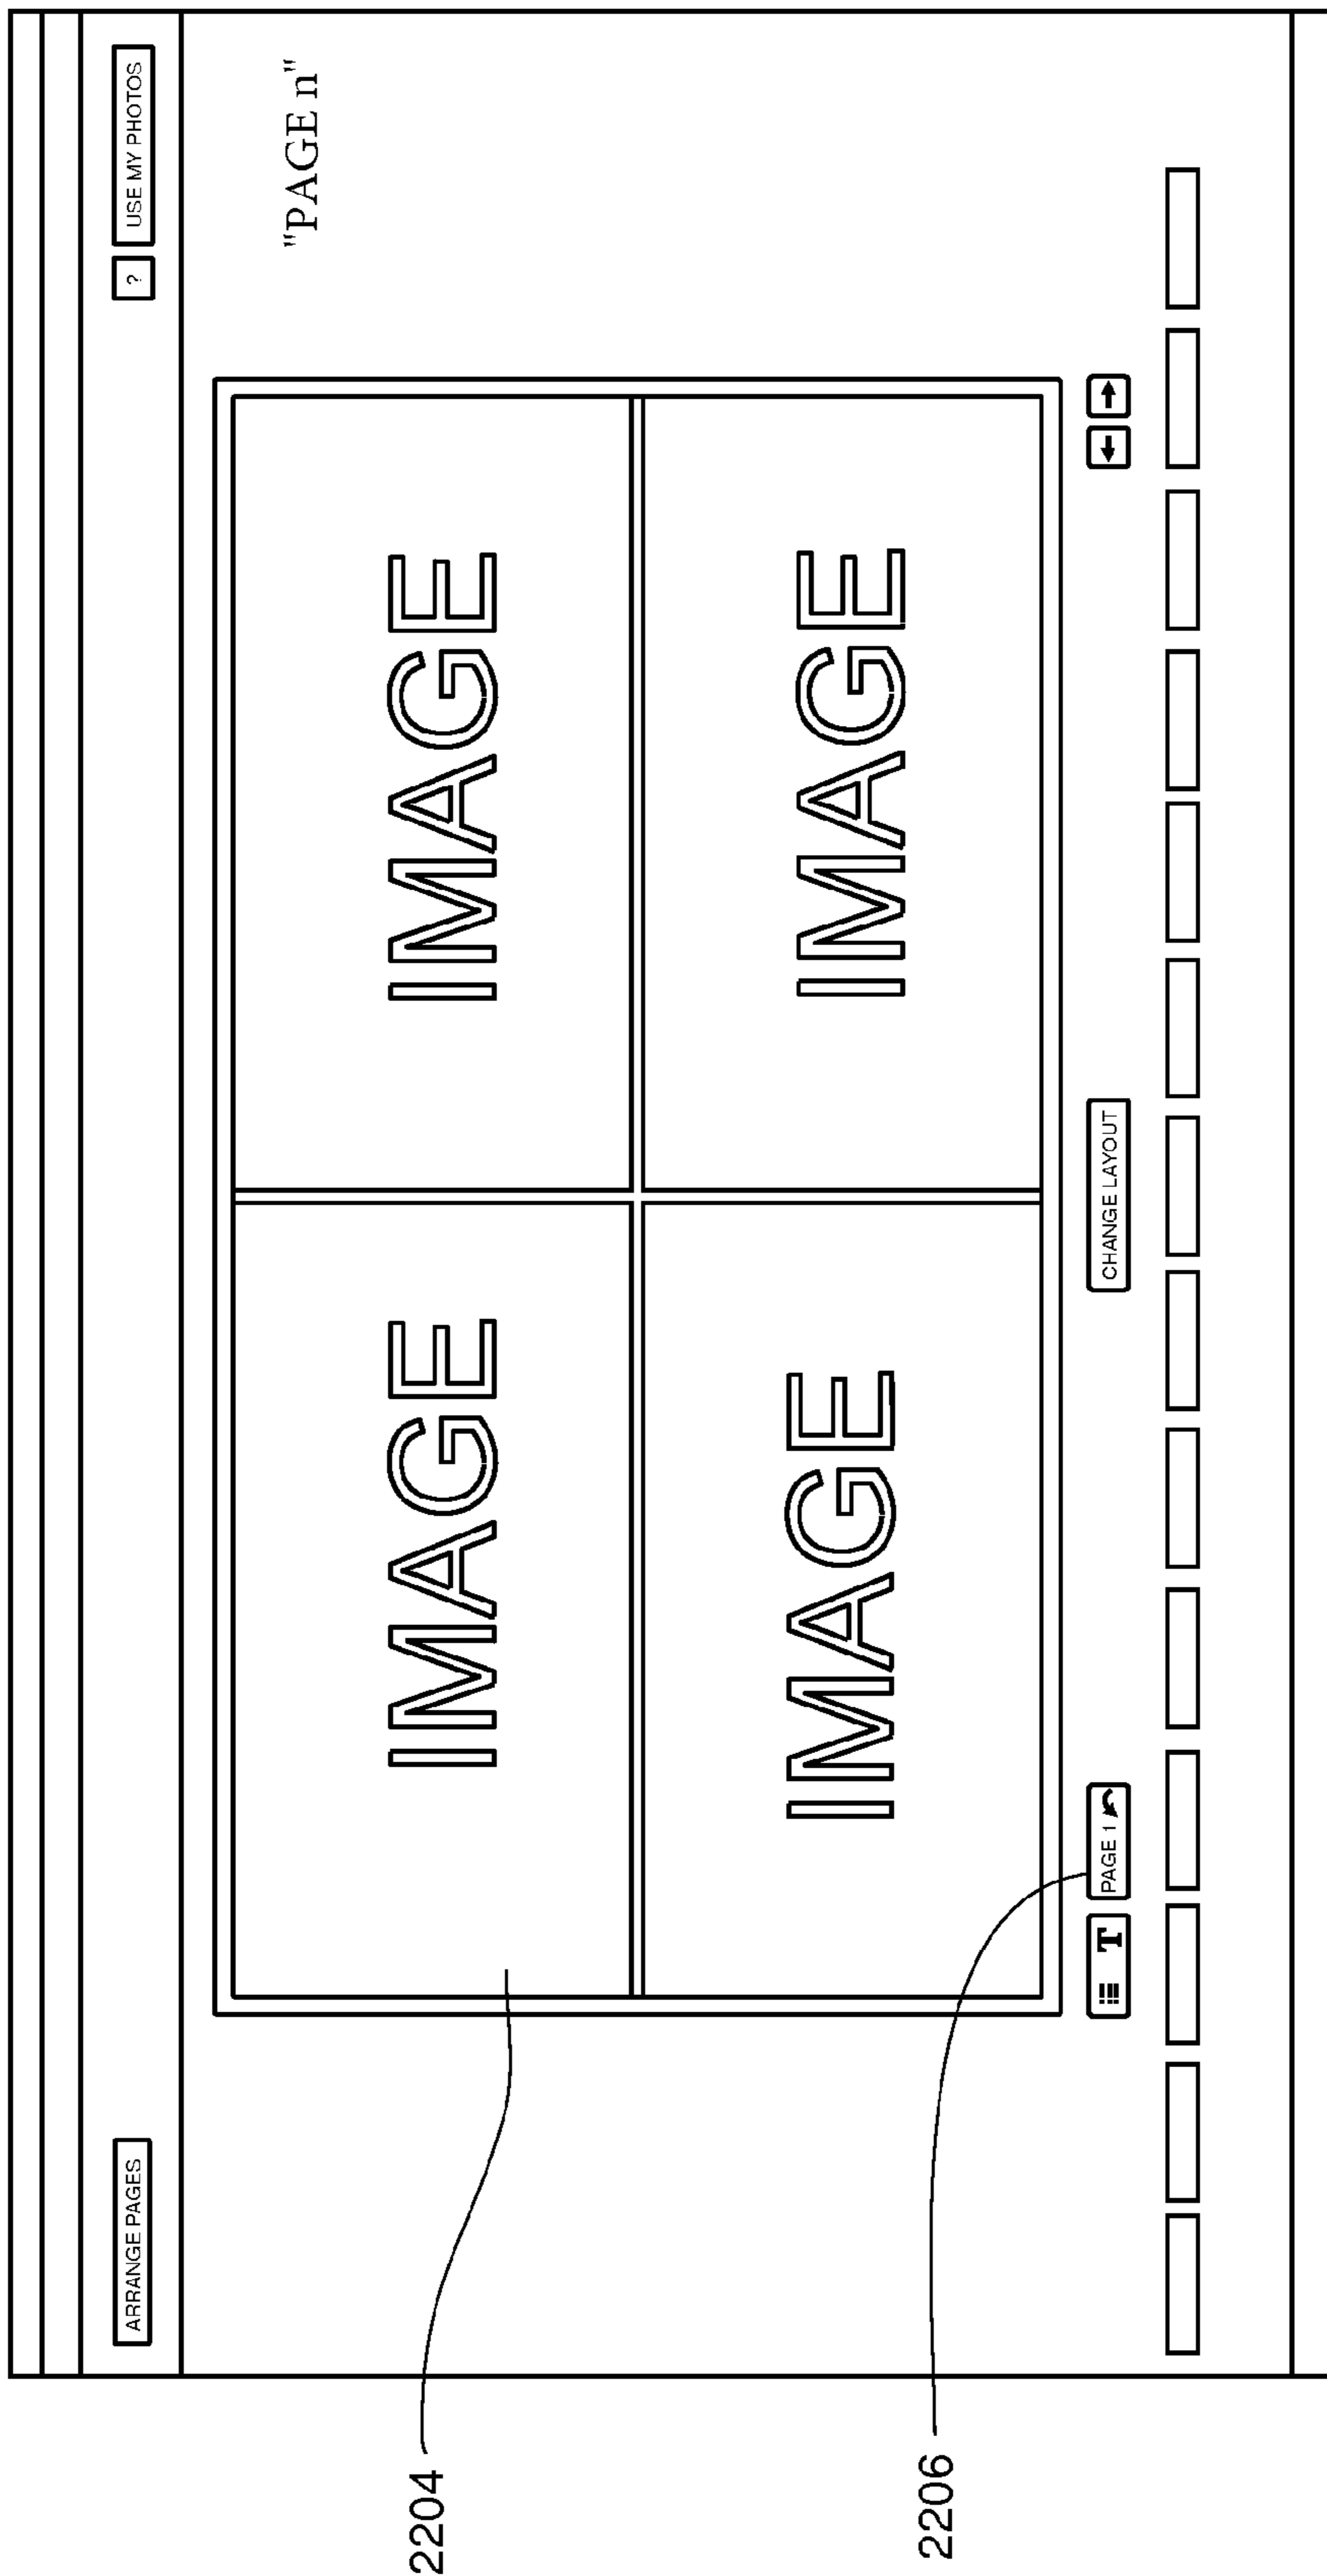 ARRANGE PAGES
? USE MY PHOTOS
"PAGE n"
IMAGE IMAGE
IMAGE IMAGE
T PAGE 1 CHANGE LAYOUT
2204
2206